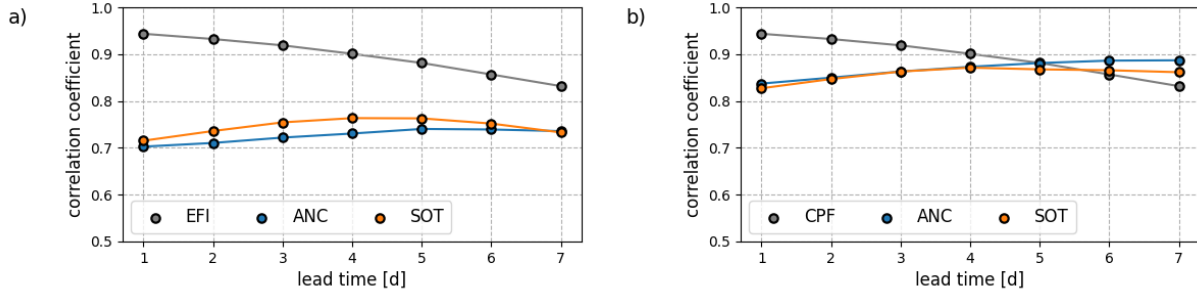 a)
correlation coefficient
1.0
0.9
0.8
0.7
0.6
0.5
EFI ANC SOT
1 2 3 4 5 6 7
lead time [d]
b)
correlation coefficient
1.0
0.9
0.8
0.7
0.6
0.5
CPF ANC SOT
1 2 3 4 5 6 7
lead time [d]